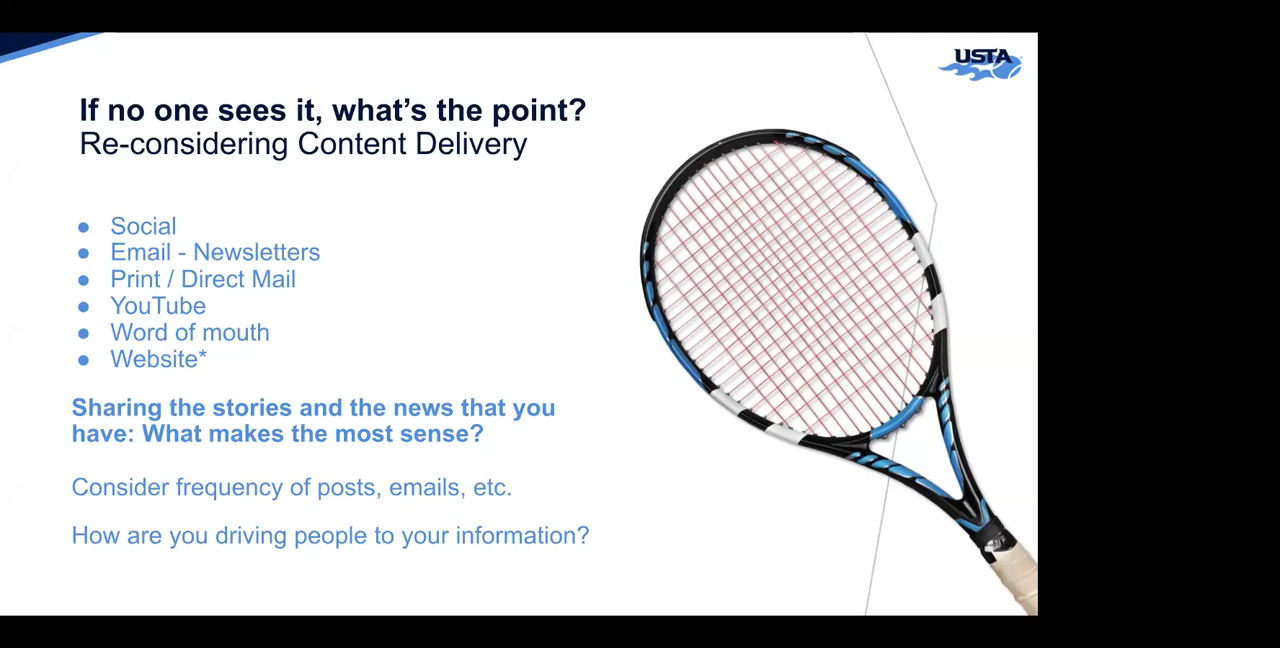 USTA
If no one sees it, what's the point?
Re-considering Content Delivery
● Social
● Email - Newsletters
● Print / Direct Mail
● YouTube
● Word of mouth
● Website*
Sharing the stories and the news that you
have: What makes the most sense?
Consider frequency of posts, emails, etc.
How are you driving people to your information?